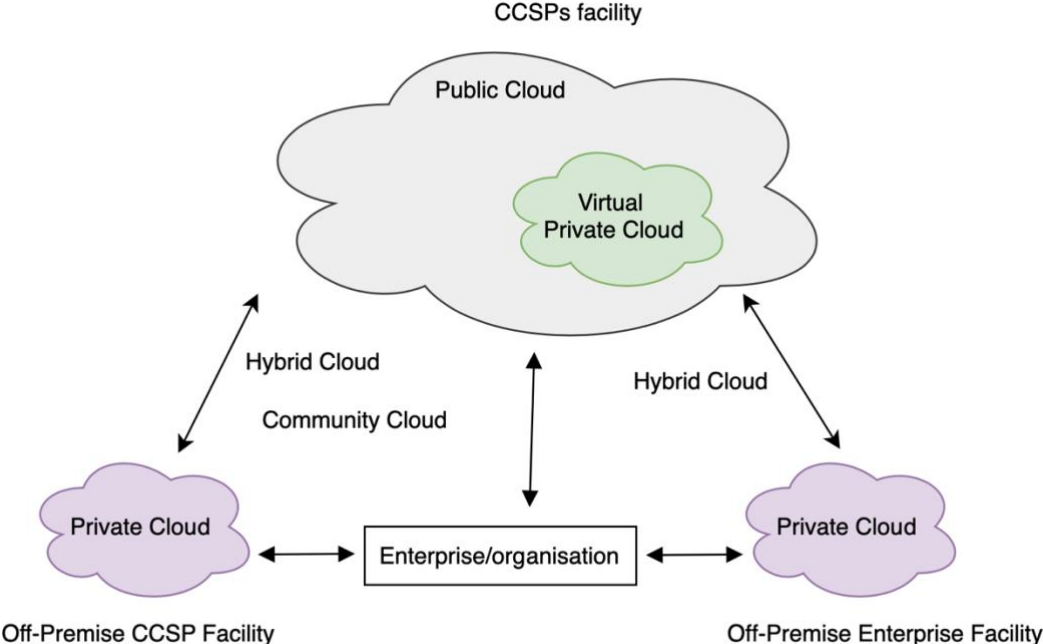 CCSPs facility
Public Cloud
Virtual
Private Cloud
Hybrid Cloud
Hybrid Cloud
Community Cloud
Private Cloud
Enterprise/organisation
Private Cloud
Off-Premise CCSP Facility
Off-Premise Enterprise Facility